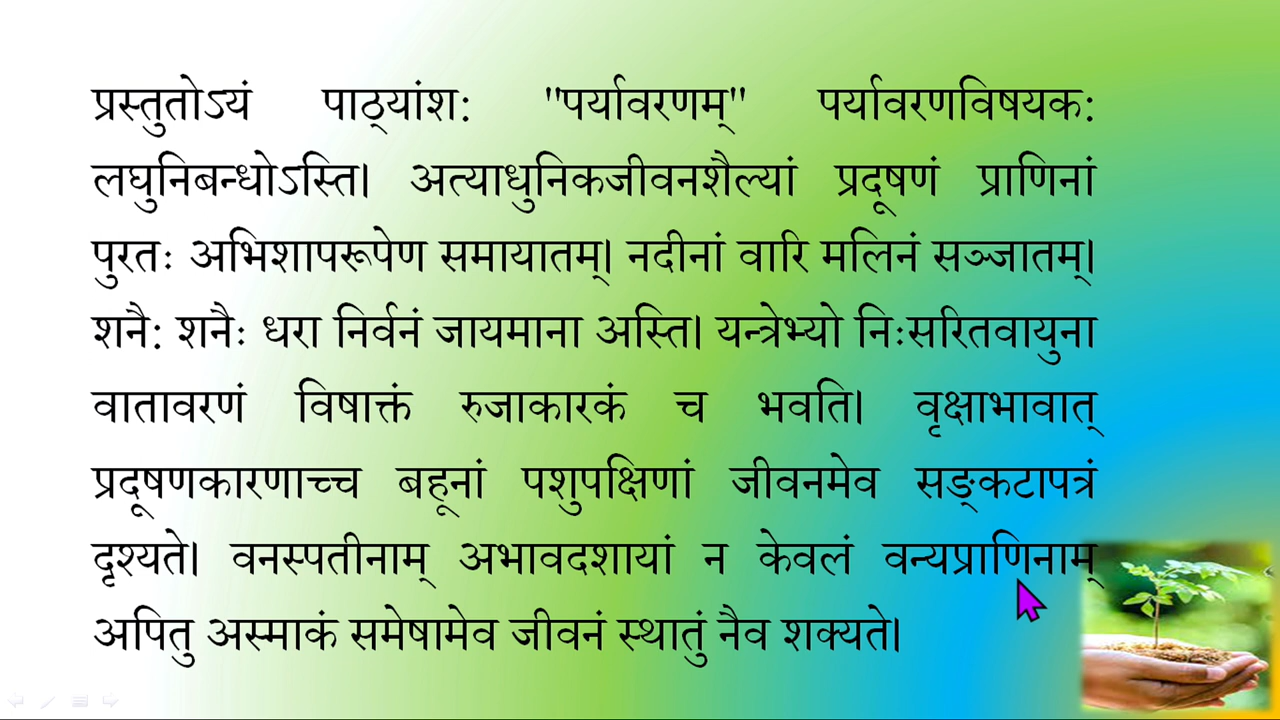 प्रस्तुतोऽयं पाठ्यांश: "पर्यावरणम्" पर्यावरणविषयक:
लघुनिबन्धोऽस्ति। अत्याधुनिकजीवनशैल्यां प्रदूषणं प्राणिनां
पुरतः अभिशापरूपेण समायातम्। नदीनां वारि मलिनं सञ्जातम्।
शनै: शनैः धरा निर्वनं जायमाना अस्ति। यन्त्रेभ्यो निःसरितवायुना
वातावरणं विषाक्तं रुजाकारकं च भवति। वृक्षाभावात्
प्रदूषणकारणाच्च बहूनां पशुपक्षिणां जीवनमेव सङ्कटापत्रं
दृश्यते। वनस्पतीनाम् अभावदशायां न केवलं वन्यप्राणिनाम्
अपितु अस्माकं समेषामेव जीवनं स्थातुं नैव शक्यते।